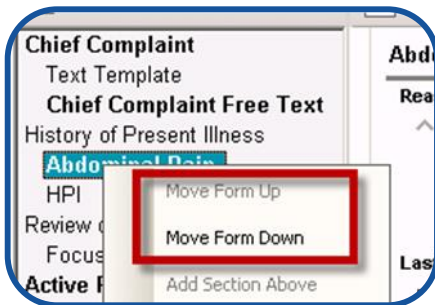 Chief Complaint
Abdo
Text Template
Rea
Chief Complaint Free Text
History of Present Illness
Abdominal Pain
HPI
Move Form Up
Review
Move Form Down
Focus
Las
Active
Add Section Above